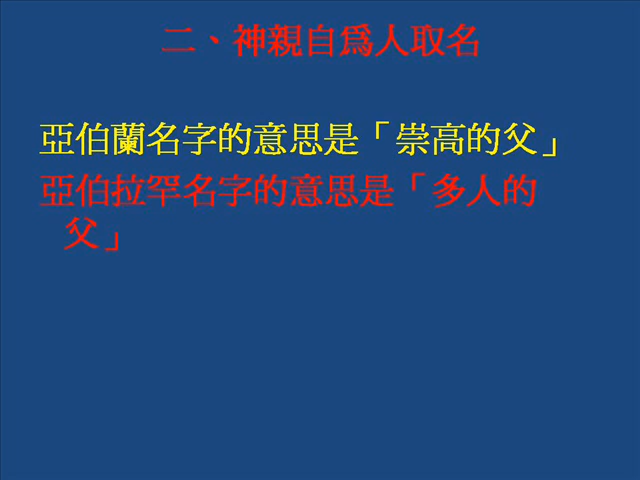 二、神親自爲人取名
亞伯蘭名字的意思是「崇高的父」
亞伯拉罕名字的意思是「多人的
父」